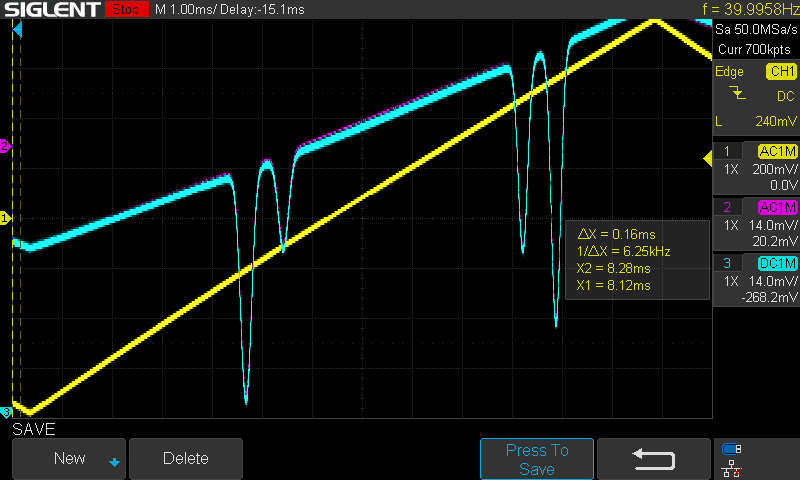 SIGLENT Stop M 1.00ms/ Delay:-15.1ms f = 39.9958Hz
Sa 50.0MSa/s
Curr 700kpts
Edge CH1
DC
L 240mV
1 AC1M
1X 200mV/
0.0V
2 AC1M
1X 14.0mV/
20.2mV
3 DC1M
1X 14.0mV/
-268.2mV
2
1
3
ΔX = 0.16ms
1/ΔX = 6.25kHz
X2 = 8.28ms
X1 = 8.12ms
SAVE
New Delete Press To
Save